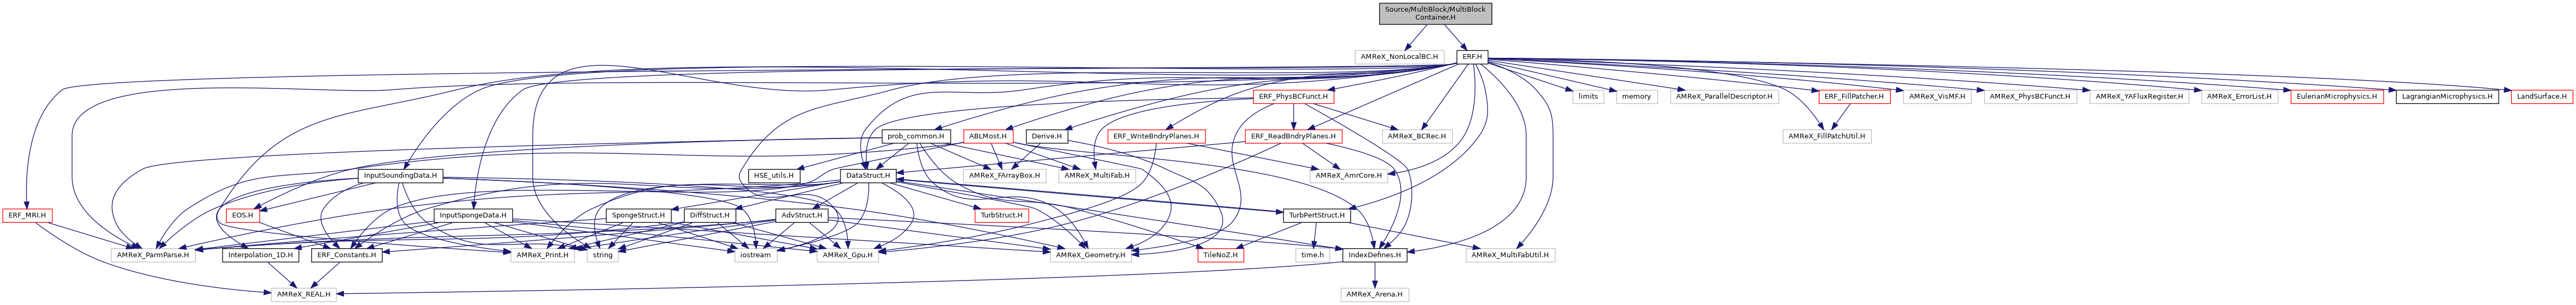 Source/MultiBlock/MultiBlock
Container.H
AMReX_NonLocalBC.H
ERF.H
ERF_PhysBCFunct.H
limits
memory
AMReX_ParallelDescriptor.H
ERF_FillPatcher.H
AMReX_VisMF.H
AMReX_PhysBCFunct.H
AMReX_YAFluxRegister.H
AMReX_ErrorList.H
EulerianMicrophysics.H
LagrangianMicrophysics.H
LandSurface.H
prob_common.H
ABLMost.H
Derive.H
ERF_WriteBndryPlanes.H
ERF_ReadBndryPlanes.H
AMReX_BCRec.H
AMReX_FillPatchUtil.H
InputSoundingData.H
HSE_utils.H
DataStruct.H
AMReX_FArrayBox.H
AMReX_MultiFab.H
AMReX_AmrCore.H
ERF_MRI.H
EOS.H
InputSpongeData.H
SpongeStruct.H
DiffStruct.H
AdvStruct.H
TurbStruct.H
TurbPertStruct.H
AMReX_ParmParse.H
Interpolation_1D.H
ERF_Constants.H
AMReX_Print.H
string
iostream
AMReX_Gpu.H
AMReX_Geometry.H
TileNoZ.H
time.h
IndexDefines.H
AMReX_MultiFabUtil.H
AMReX_REAL.H
AMReX_Arena.H